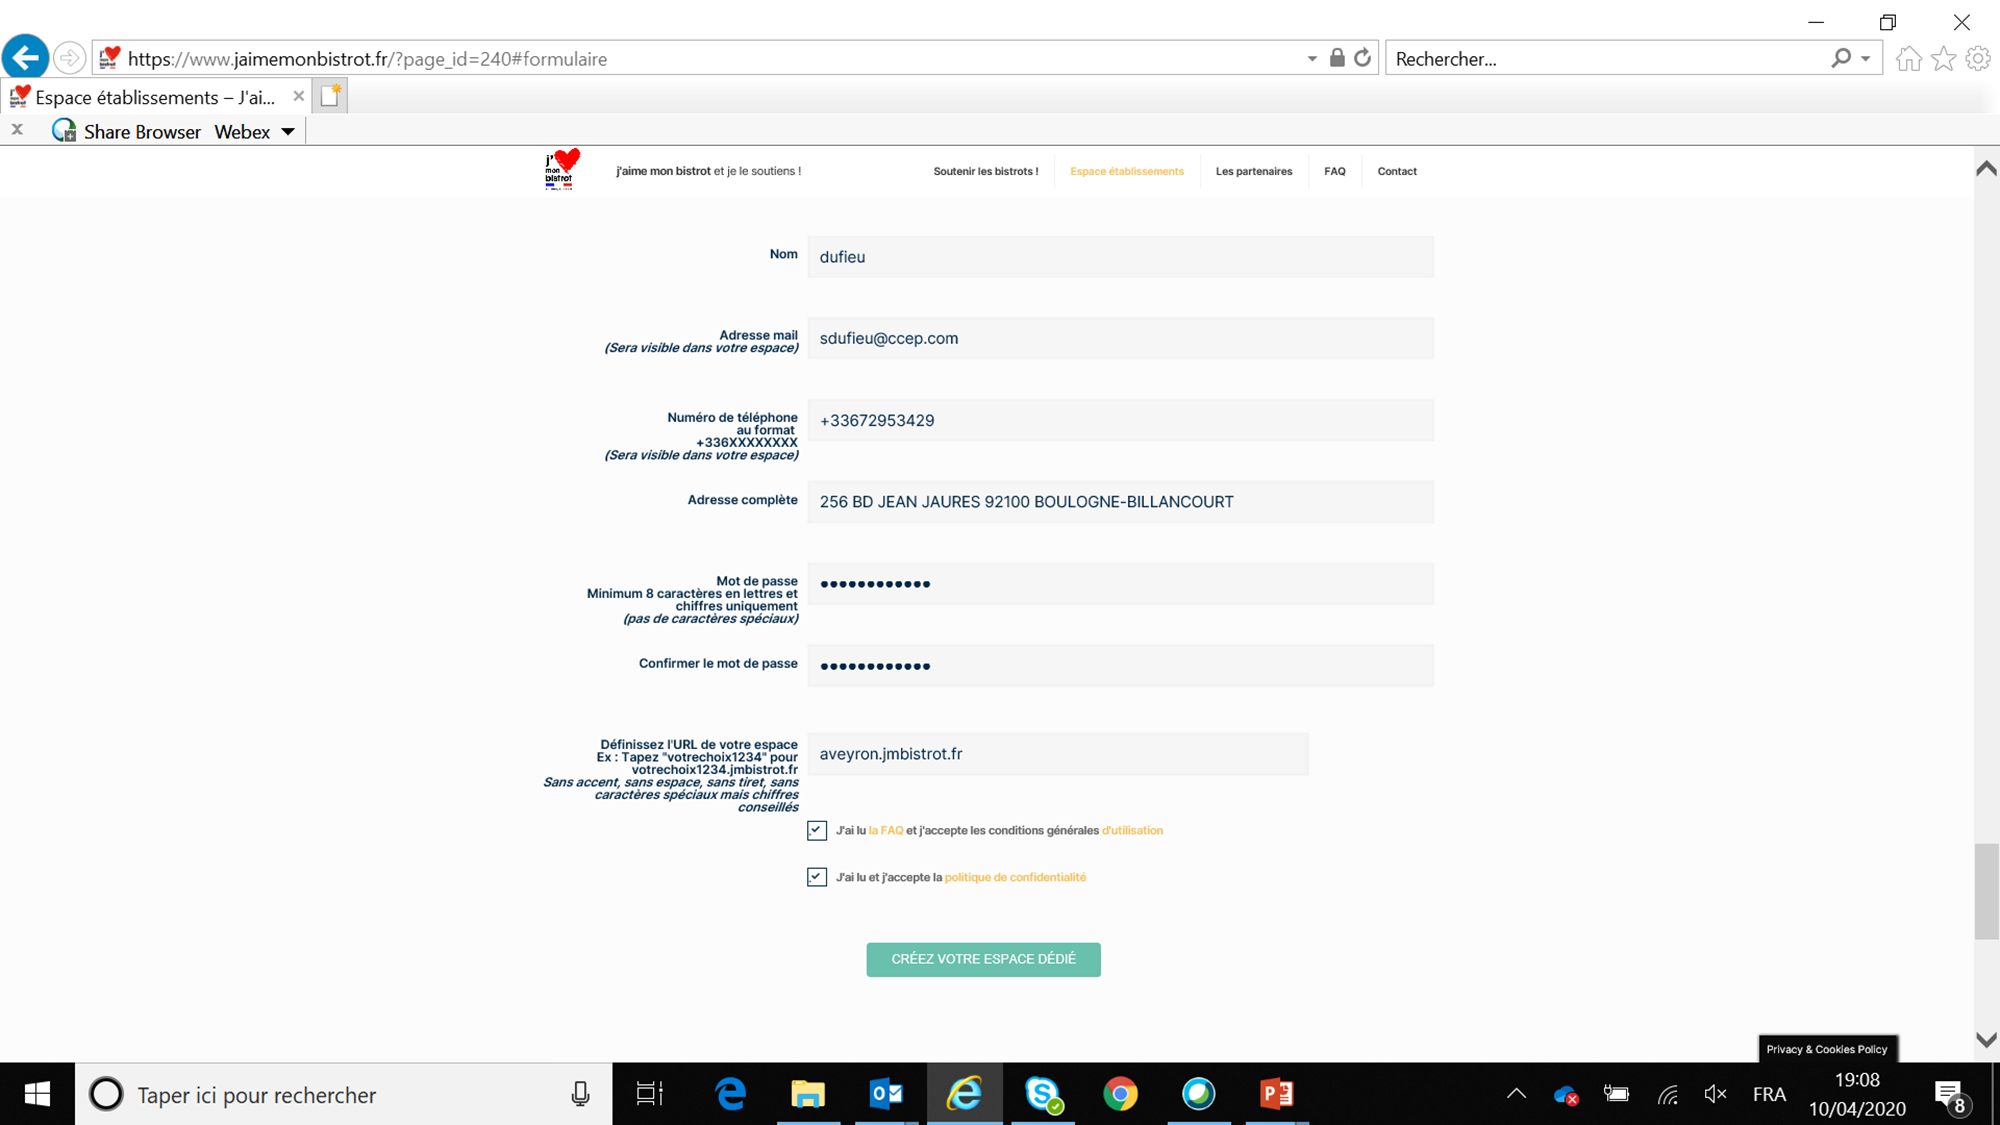 https://www.jaimemonbistrot.fr/?page_id=240#formulaire
Rechercher...
Espace établissements – J'ai...
Share Browser Webex
j'
mon
bistrot
j'aime mon bistrot et je le soutiens !
Soutenir les bistrots !
Espace établissements
Les partenaires
FAQ
Contact
Nom
dufieu
Adresse mail
(Sera visible dans votre espace)
sdufieu@ccep.com
Numéro de téléphone
au format
+336XXXXXXXX
(Sera visible dans votre espace)
+33672953429
Adresse complète
256 BD JEAN JAURES 92100 BOULOGNE-BILLANCOURT
Mot de passe
Minimum 8 caractères en lettres et
chiffres uniquement
(pas de caractères spéciaux)
••••••••••••
Confirmer le mot de passe
••••••••••••
Définissez l'URL de votre espace
Ex : Tapez "votrechoix1234" pour
votrechoix1234.jmbistrot.fr
Sans accent, sans espace, sans tiret, sans
caractères spéciaux mais chiffres
conseillés
aveyron.jmbistrot.fr
J'ai lu la FAQ et j'accepte les conditions générales d'utilisation
J'ai lu et j'accepte la politique de confidentialité
CRÉEZ VOTRE ESPACE DÉDIÉ
Privacy & Cookies Policy
Taper ici pour rechercher
FRA
19:08
10/04/2020
8